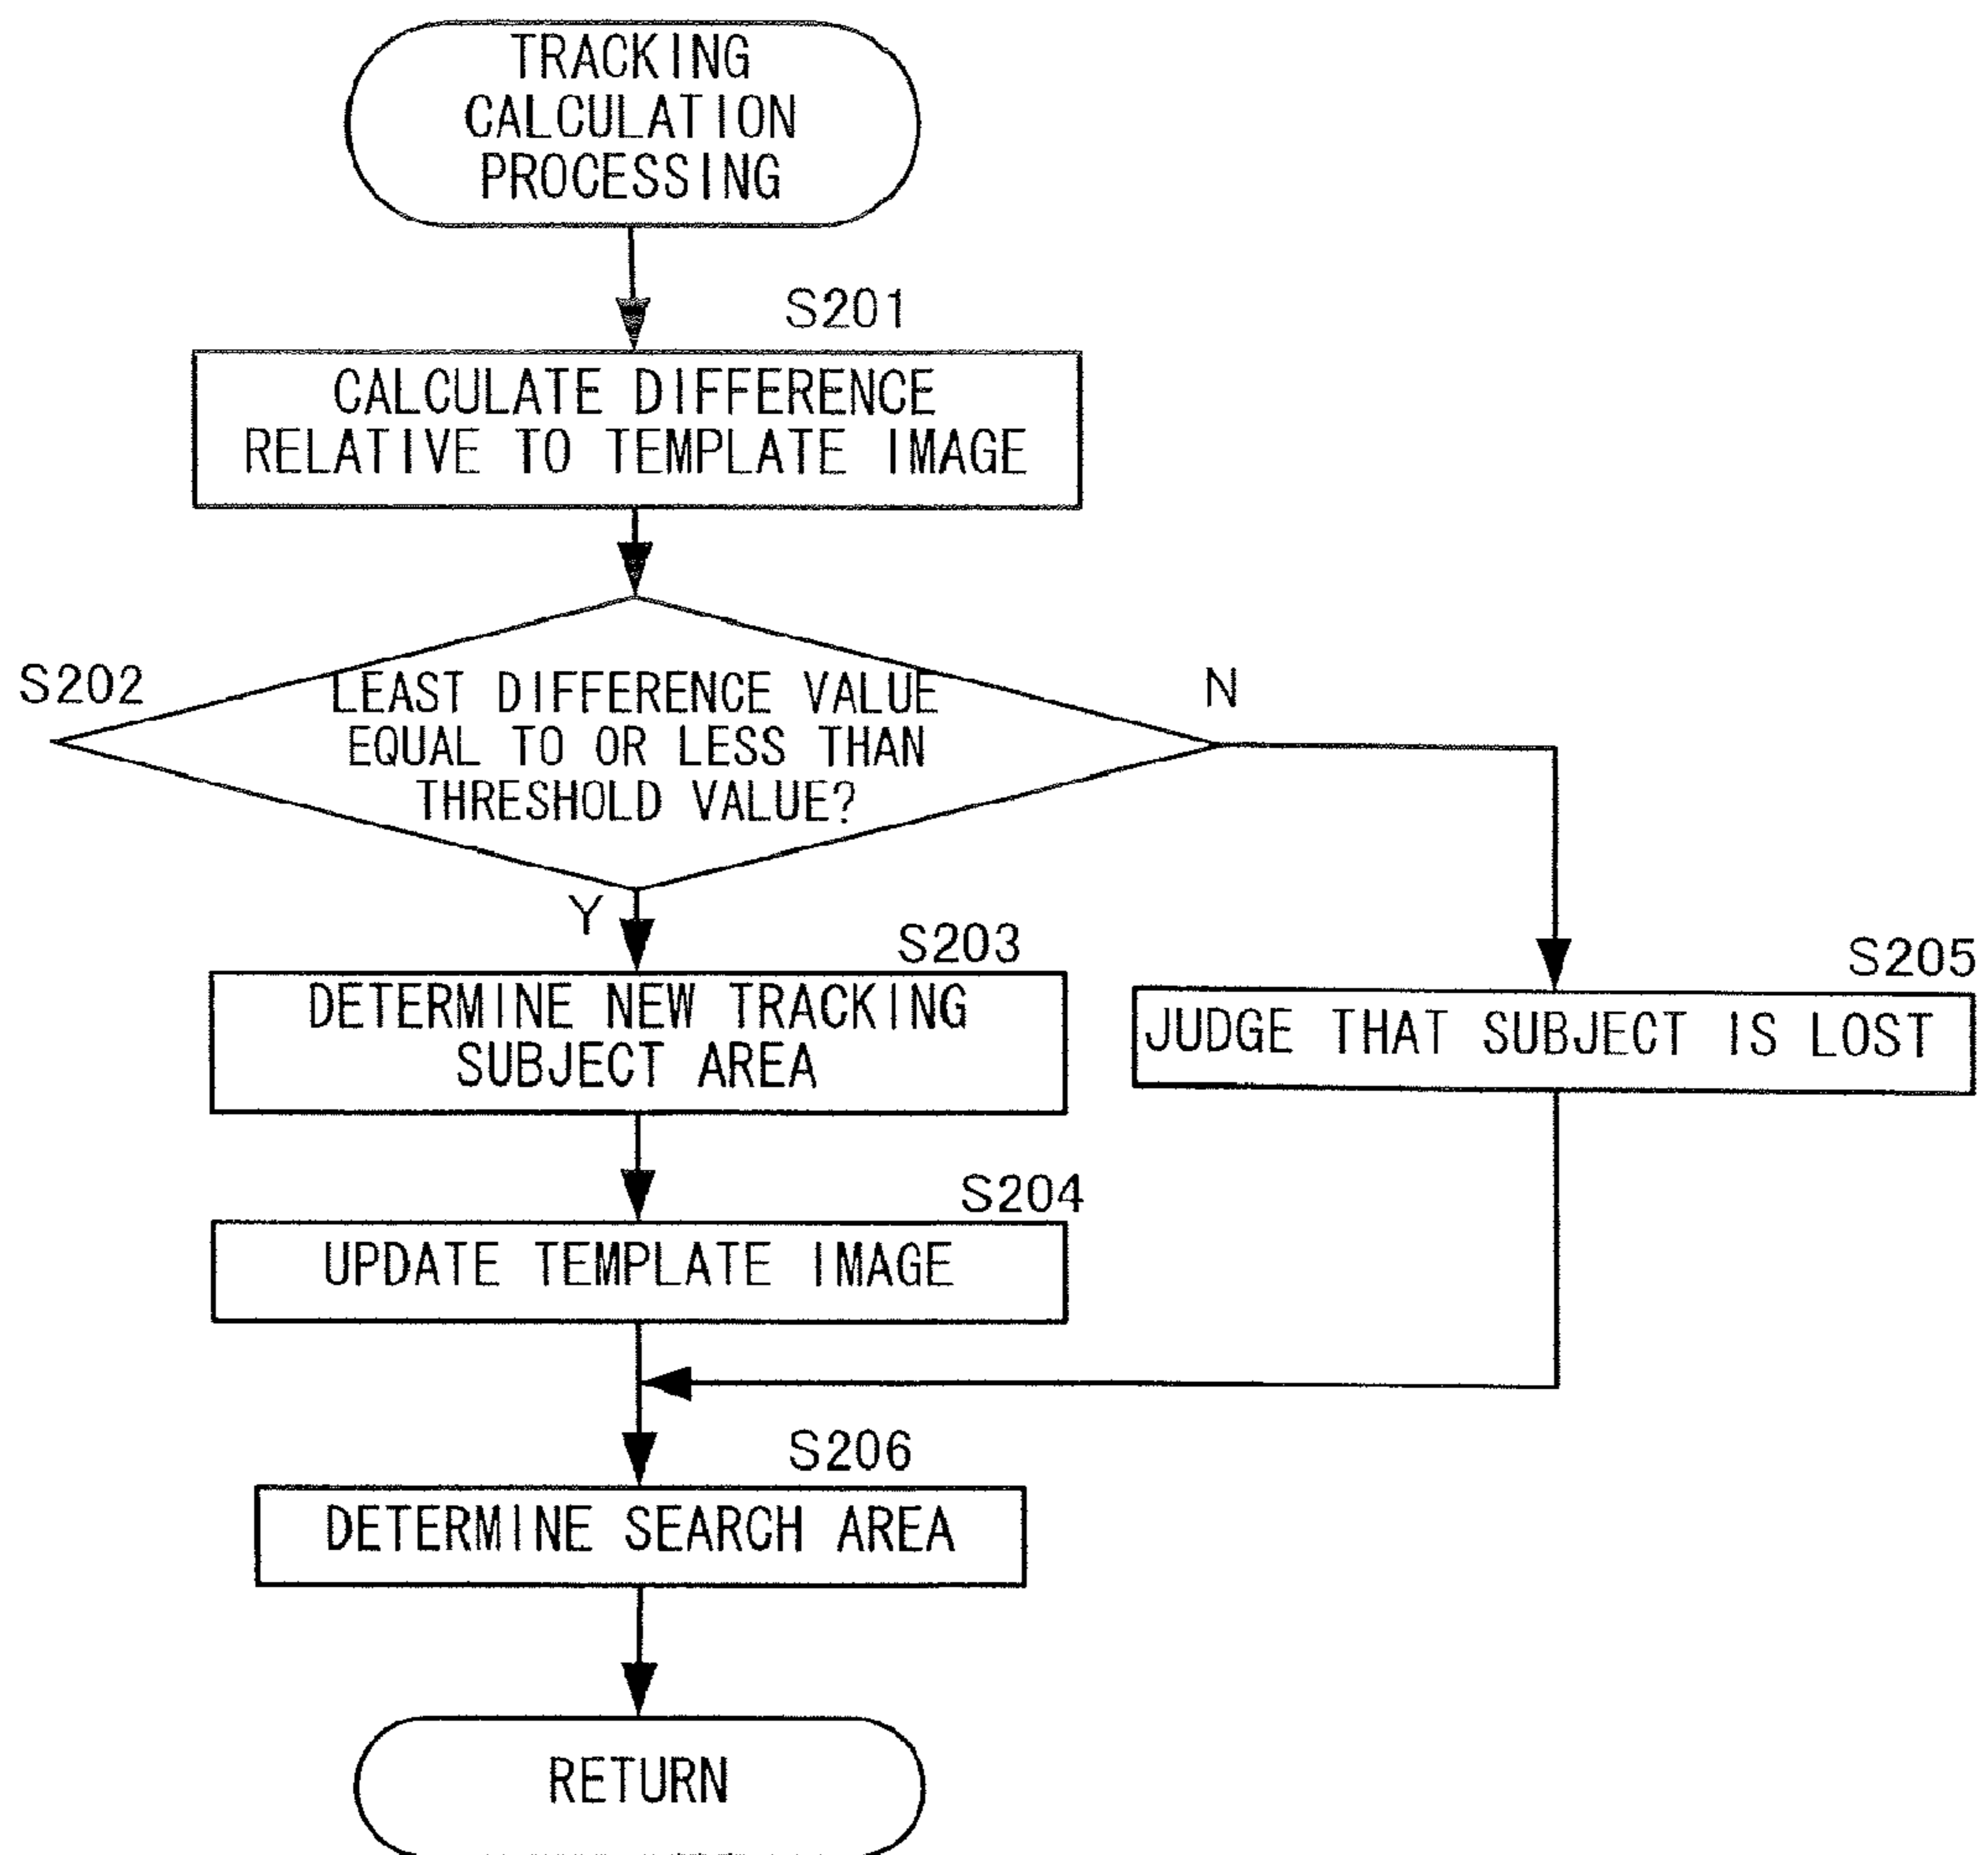 TRACKING
CALCULATION
PROCESSING
S201
CALCULATE DIFFERENCE
RELATIVE TO TEMPLATE IMAGE
S202
LEAST DIFFERENCE VALUE
EQUAL TO OR LESS THAN
THRESHOLD VALUE?
N
Y
S203
DETERMINE NEW TRACKING
SUBJECT AREA
S205
JUDGE THAT SUBJECT IS LOST
S204
UPDATE TEMPLATE IMAGE
S206
DETERMINE SEARCH AREA
RETURN